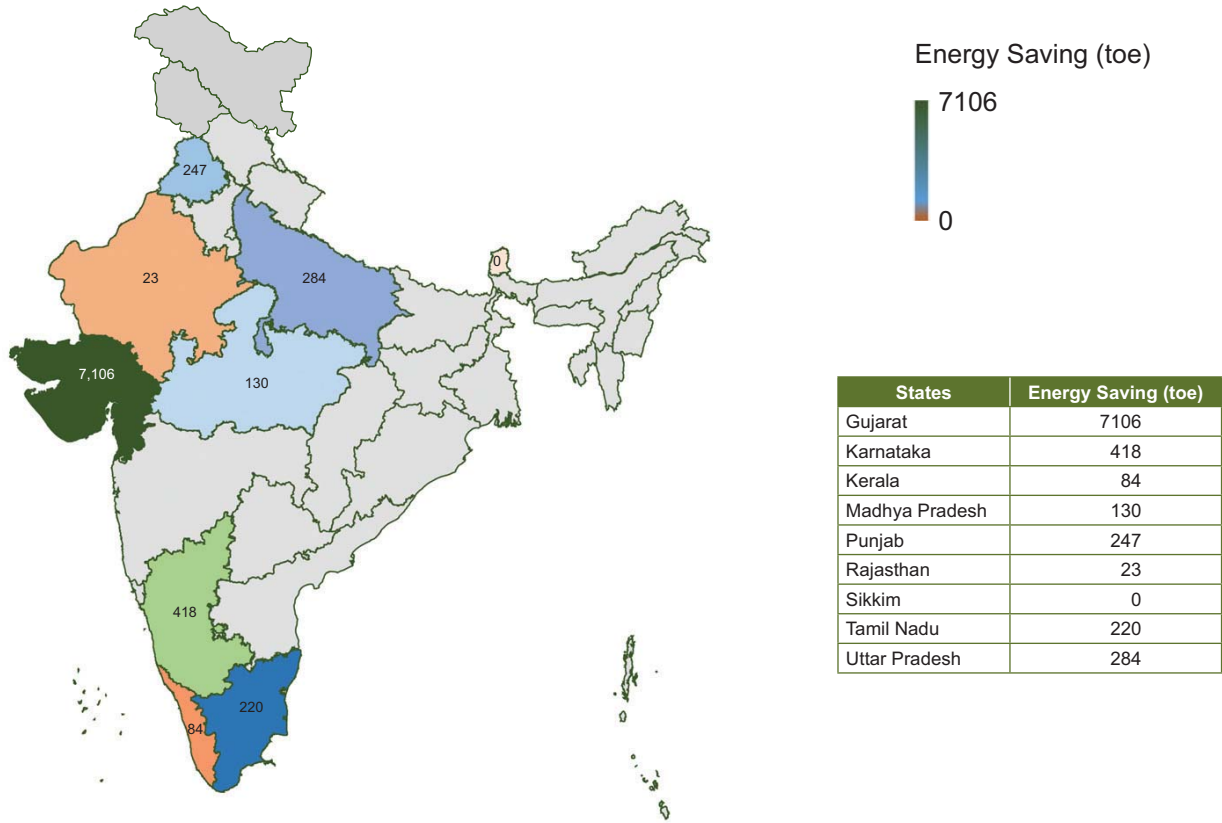 Energy Saving (toe)
7106
0
247
23
284
0
7,106
130
418
220
84
States Energy Saving (toe)
Gujarat 7106
Karnataka 418
Kerala 84
Madhya Pradesh 130
Punjab 247
Rajasthan 23
Sikkim 0
Tamil Nadu 220
Uttar Pradesh 284